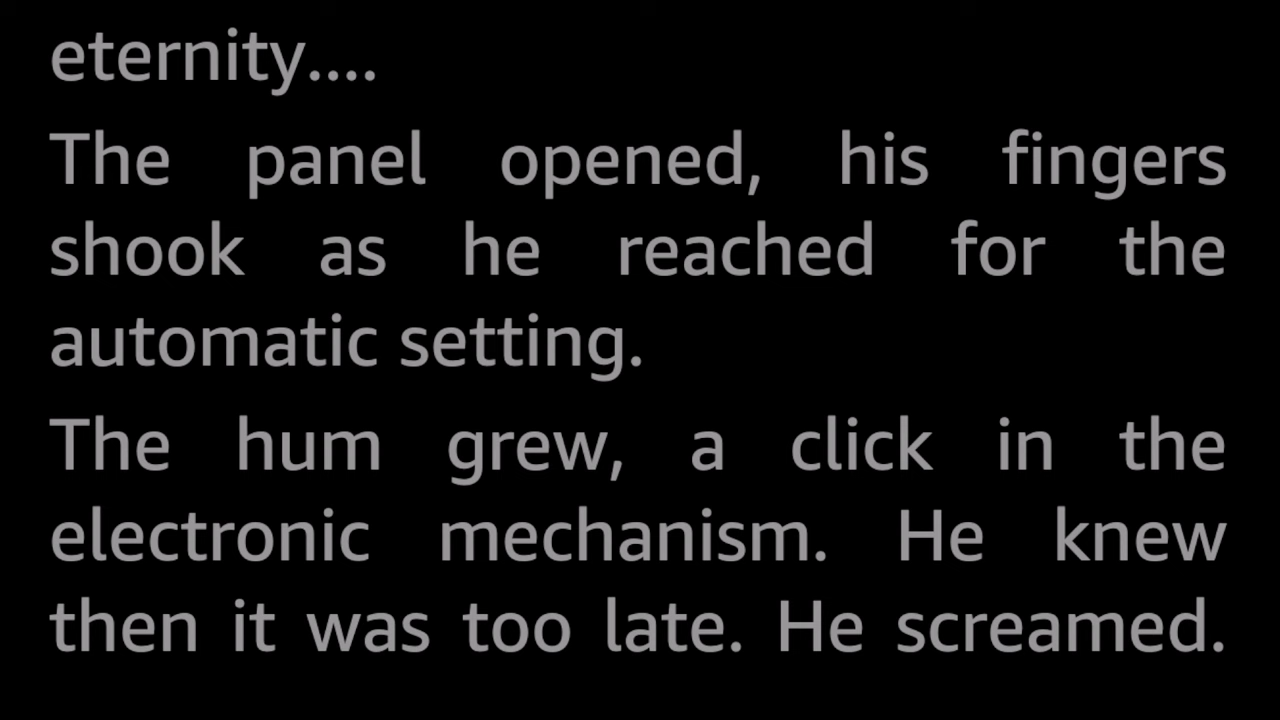 eternity....
The panel opened, his fingers
shook as he reached for the
automatic setting.
The hum grew, a click in the
electronic mechanism. He knew
then it was too late. He screamed.